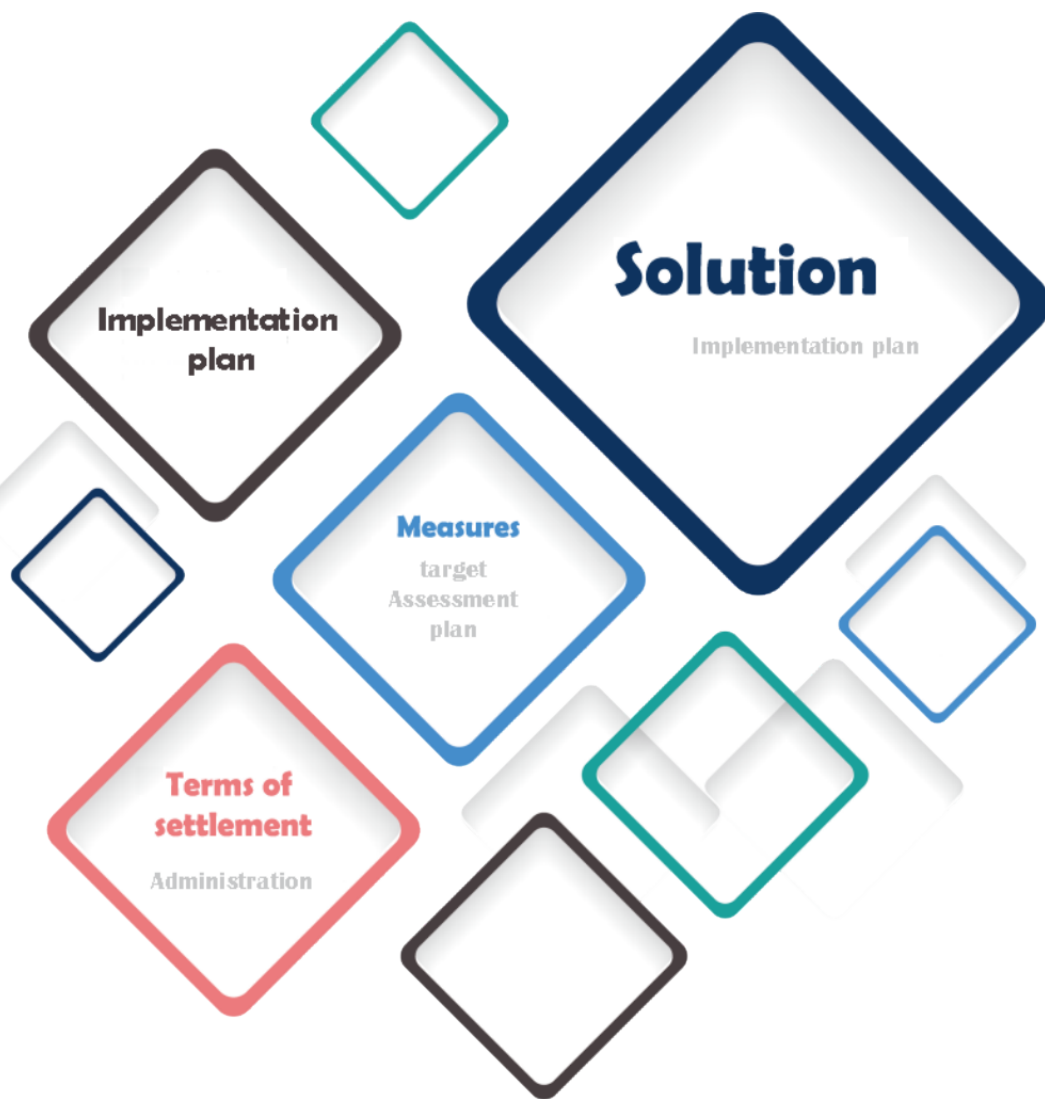 Solution
Implementation plan
Implementation
plan
Measures
target
Assessment
plan
Terms of
settlement
Administration